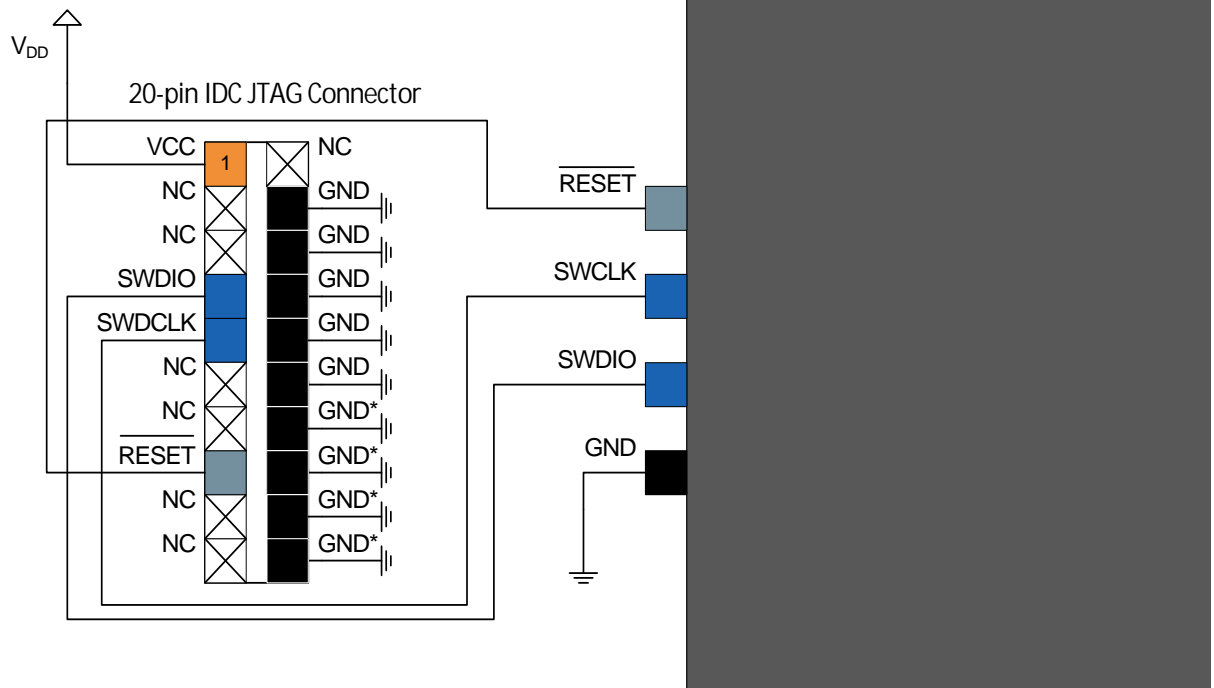 V_DD
20-pin IDC JTAG Connector
VCC 1 NC
NC GND
NC GND
SWDIO GND
SWDCLK GND
NC GND
NC GND*
RESET GND*
NC GND*
NC GND*
RESET
SWCLK
SWDIO
GND